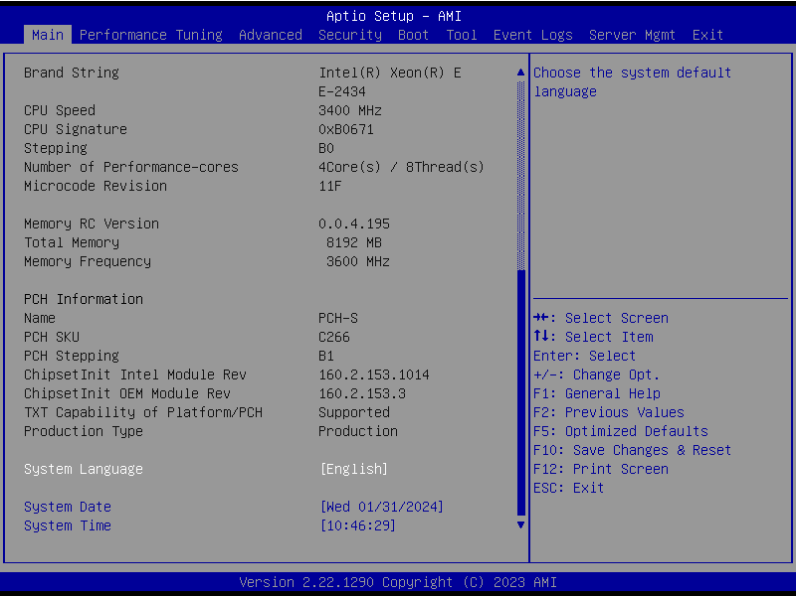 Aptio Setup - AMI
Main Performance Tuning Advanced Security Boot Tool Event Logs Server Mgmt Exit
Brand String Intel(R) Xeon(R) E
E-2434
CPU Speed 3400 MHz
CPU Signature 0xB0671
Stepping B0
Number of Performance-cores 4Core(s) / 8Thread(s)
Microcode Revision 11F
Memory RC Version 0.0.4.195
Total Memory 8192 MB
Memory Frequency 3600 MHz
PCH Information
Name PCH-S
PCH SKU C266
PCH Stepping B1
ChipsetInit Intel Module Rev 160.2.153.1014
ChipsetInit OEM Module Rev 160.2.153.3
TXT Capability of Platform/PCH Supported
Production Type Production
System Language [English]
System Date [Wed 01/31/2024]
System Time [10:46:29]
Choose the system default
language
→←: Select Screen
↑↓: Select Item
Enter: Select
+/-: Change Opt.
F1: General Help
F2: Previous Values
F5: Optimized Defaults
F10: Save Changes & Reset
F12: Print Screen
ESC: Exit
Version 2.22.1290 Copyright (C) 2023 AMI